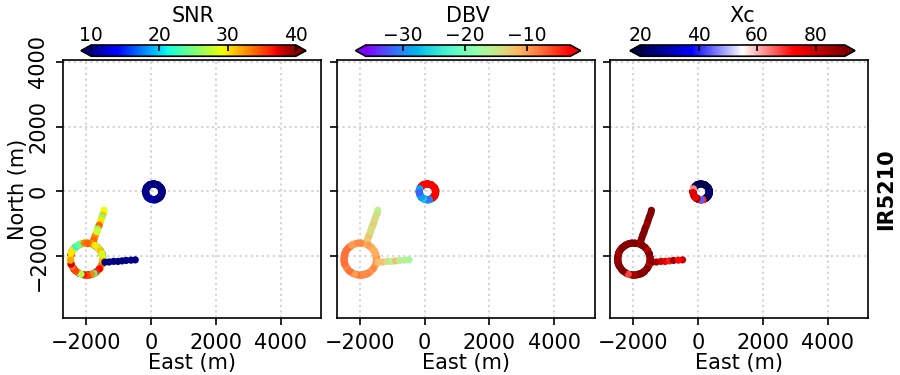 SNR DBV Xc
10 20 30 40 −30 −20 −10 20 40 60 80
4000
2000
0
−2000
North (m)
IR5210
−2000 0 2000 4000 −2000 0 2000 4000 −2000 0 2000 4000
East (m) East (m) East (m)